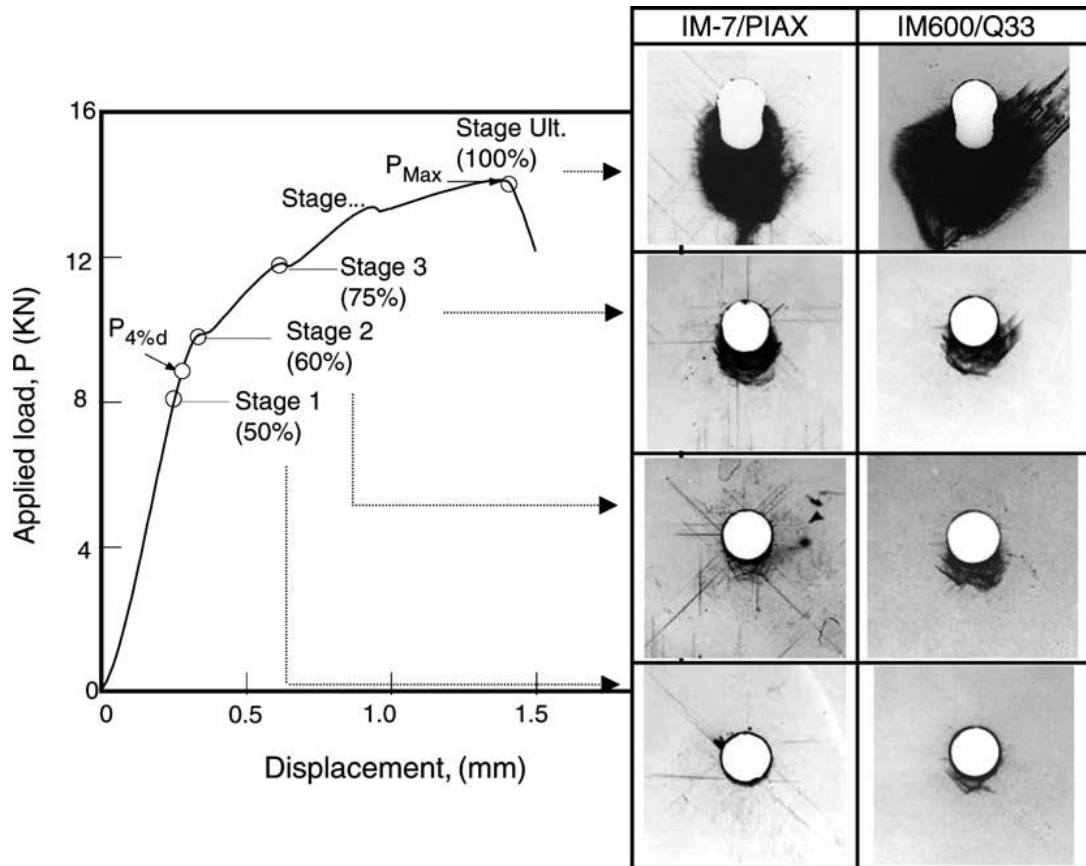 IM-7/PIAX
IM600/Q33
16
12
8
4
0
Applied load, P (KN)
Stage Ult.
(100%)
P_Max
Stage...
Stage 3
(75%)
P_4%d
Stage 2
(60%)
Stage 1
(50%)
0
0.5
1.0
1.5
Displacement, (mm)